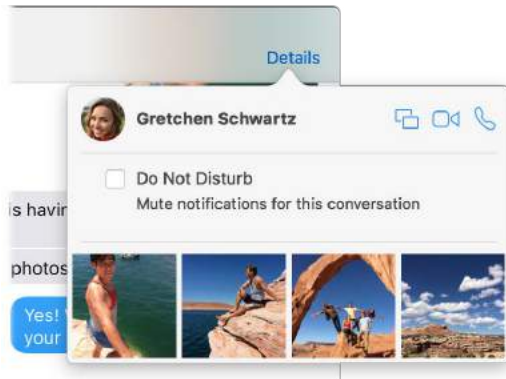 Details
Gretchen Schwartz
Do Not Disturb
Mute notifications for this conversation
is havin
photos
Yes!
your